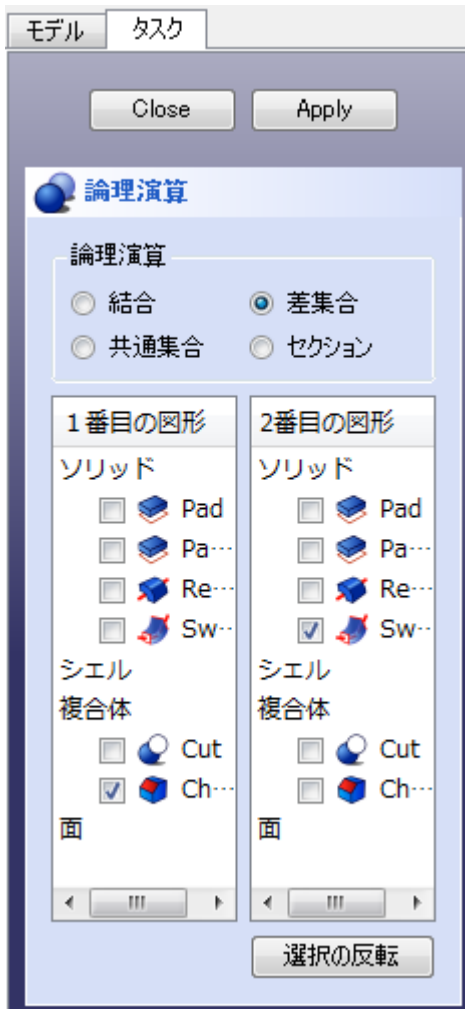 モデル タスク
Close Apply
論理演算
論理演算
結合 差集合
共通集合 セクション
1番目の図形
ソリッド
Pad
Pa…
Re…
Sw…
シェル
複合体
Cut
Ch…
面
2番目の図形
ソリッド
Pad
Pa…
Re…
Sw…
シェル
複合体
Cut
Ch…
面
選択の反転